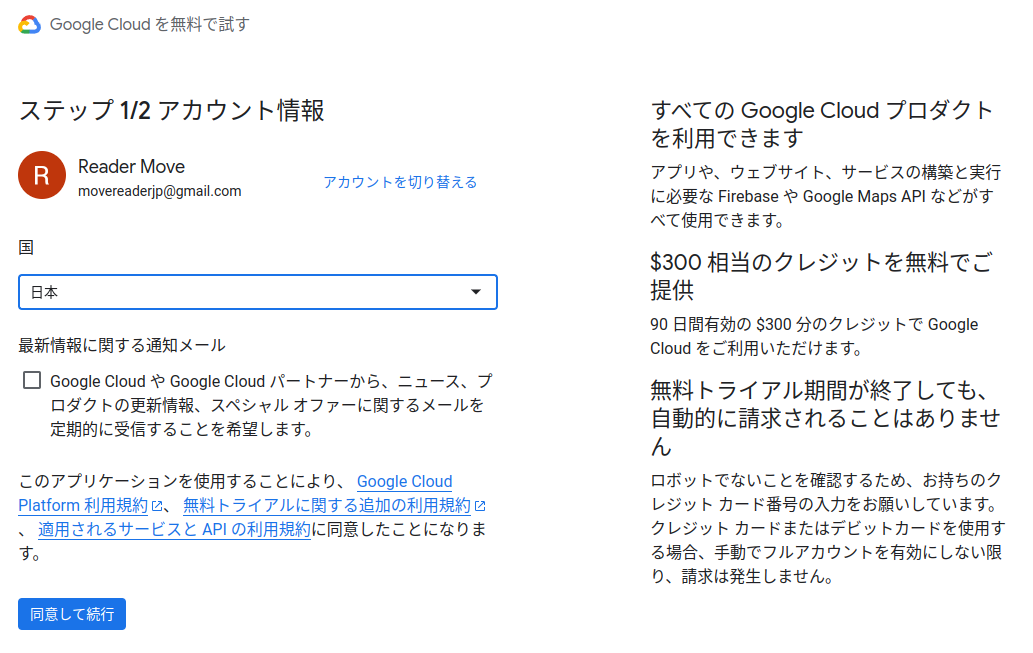 Google Cloud を無料で試す
ステップ 1/2 アカウント情報
R
Reader Move
movereaderjp@gmail.com
アカウントを切り替える
国
日本
最新情報に関する通知メール
Google Cloud や Google Cloud パートナーから、ニュース、プ
ロダクトの更新情報、スペシャル オファーに関するメールを
定期的に受信することを希望します。
このアプリケーションを使用することにより、 Google Cloud
Platform 利用規約、 無料トライアルに関する追加の利用規約
、 適用されるサービスと API の利用規約に同意したことになりま
す。
同意して続行
すべての Google Cloud プロダクト
を利用できます
アプリや、ウェブサイト、サービスの構築と実行
に必要な Firebase や Google Maps API などがす
べて使用できます。
$300 相当のクレジットを無料でご
提供
90 日間有効の $300 分のクレジットで Google
Cloud をご利用いただけます。
無料トライアル期間が終了しても、
自動的に請求されることはありませ
ん
ロボットでないことを確認するため、お持ちのク
レジット カード番号の入力をお願いしています。
クレジット カードまたはデビットカードを使用す
る場合、手動でフルアカウントを有効にしない限
り、請求は発生しません。